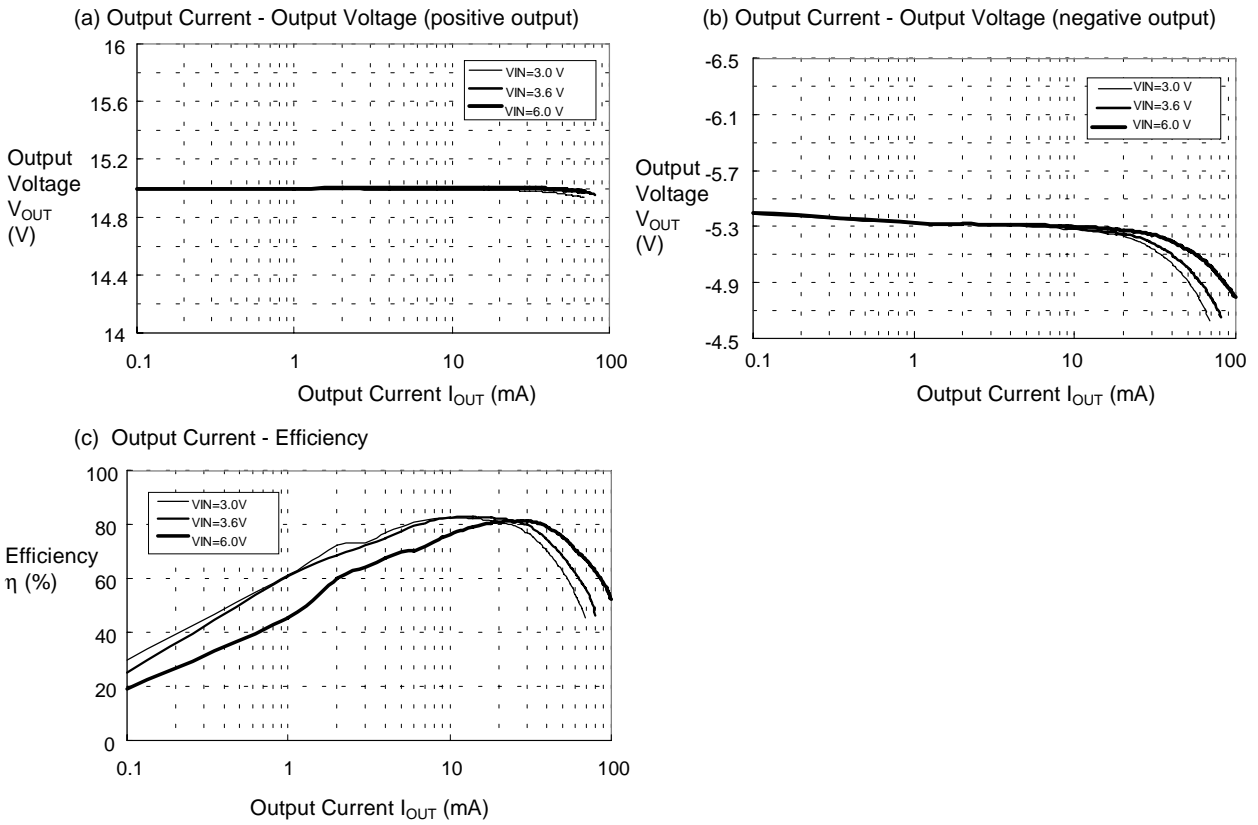 (a) Output Current - Output Voltage (positive output)
16
15.6
15.2
14.8
14.4
14
Output
Voltage
VOUT
(V)
VIN=3.0 V
VIN=3.6 V
VIN=6.0 V
0.1
1
10
100
Output Current IOUT (mA)
(b) Output Current - Output Voltage (negative output)
-6.5
-6.1
-5.7
-5.3
-4.9
-4.5
Output
Voltage
VOUT
(V)
VIN=3.0 V
VIN=3.6 V
VIN=6.0 V
0.1
1
10
100
Output Current IOUT (mA)
(c) Output Current - Efficiency
100
80
60
40
20
0
Efficiency
η (%)
VIN=3.0V
VIN=3.6V
VIN=6.0V
0.1
1
10
100
Output Current IOUT (mA)